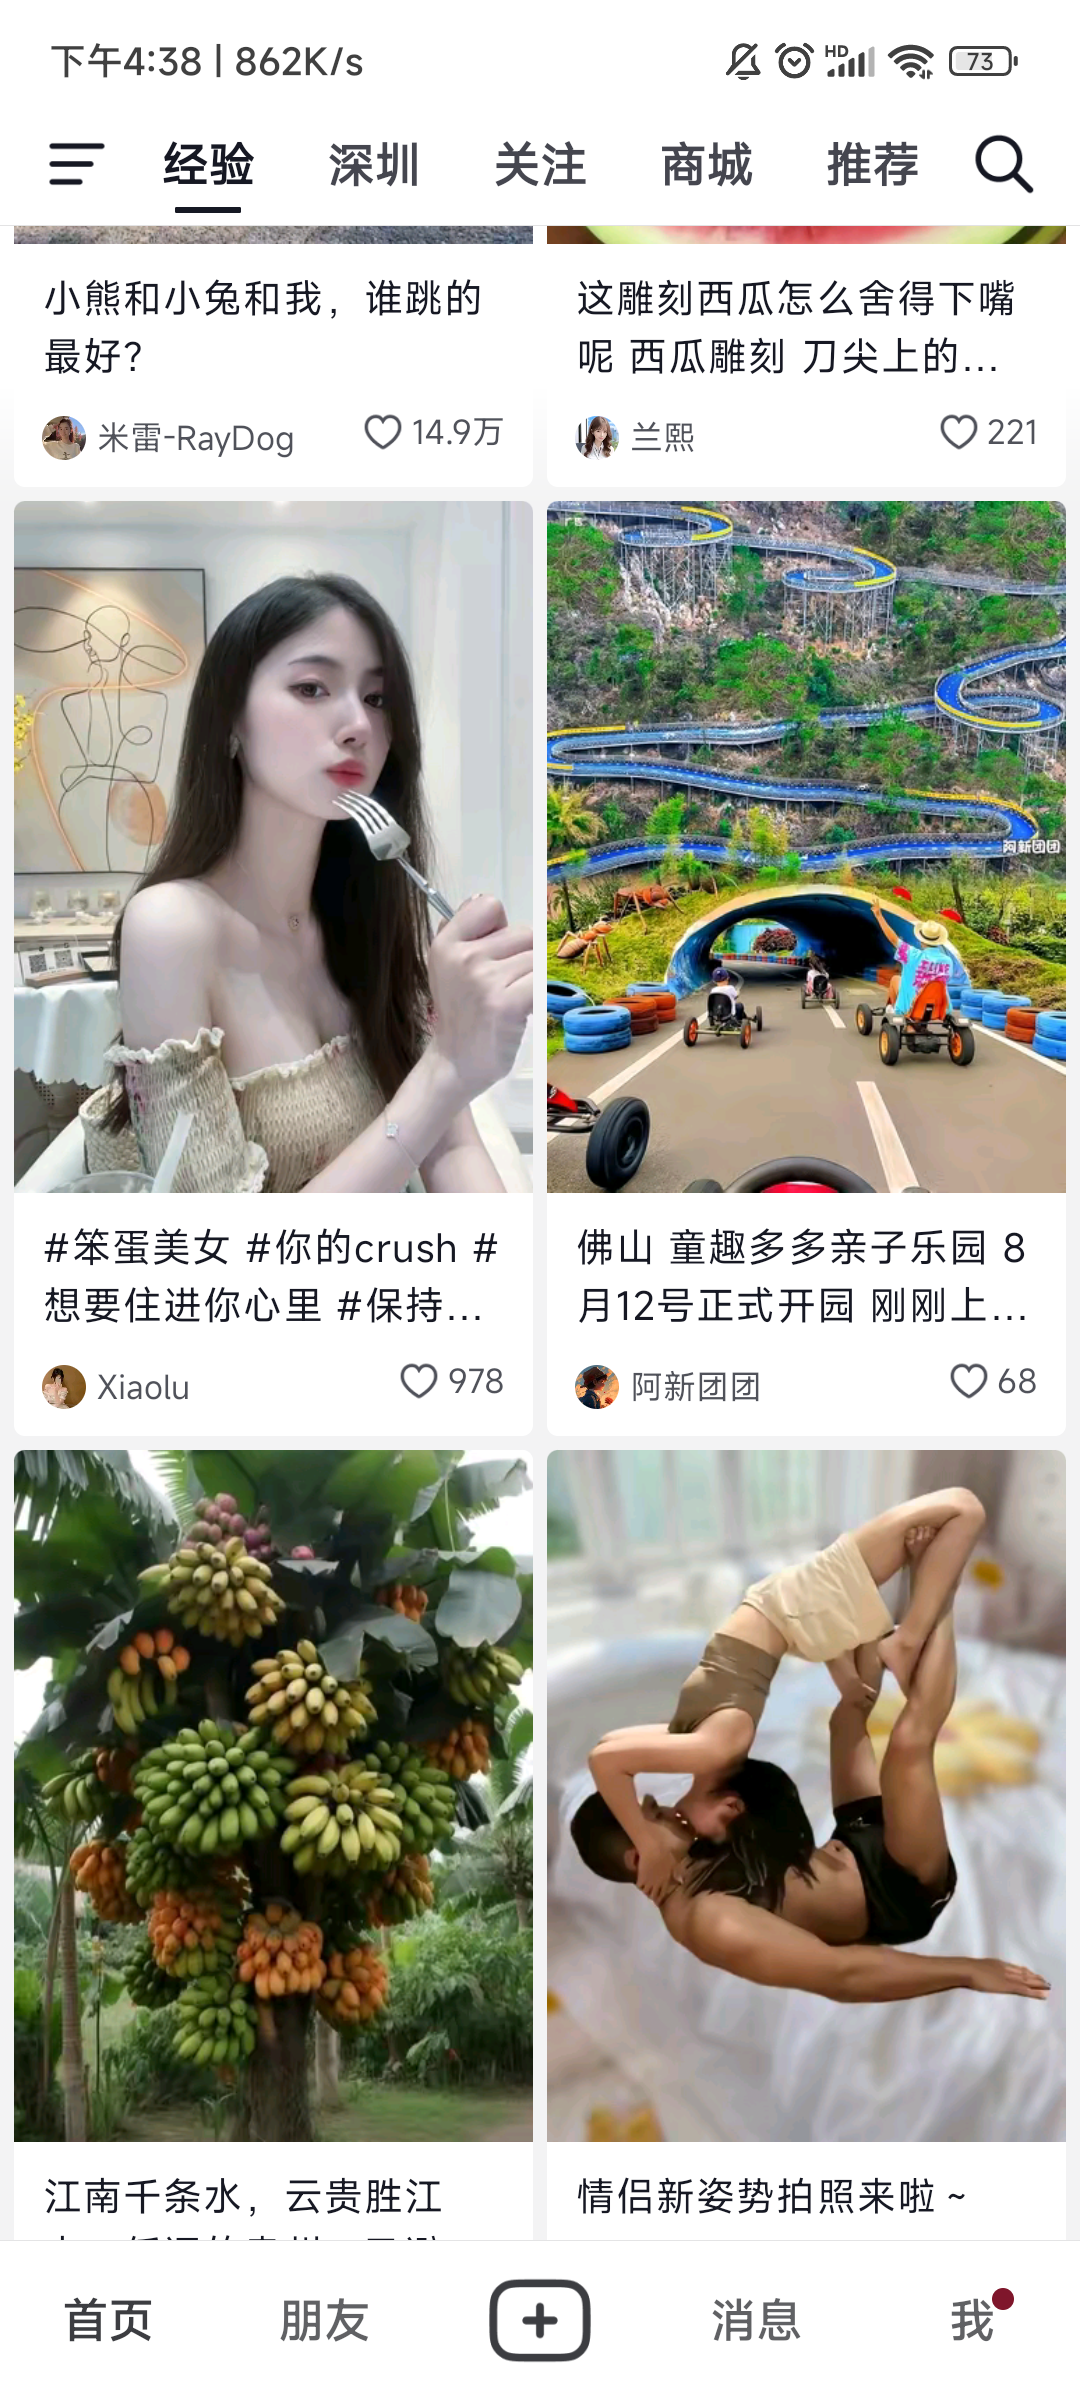 下午4:38 | 862K/s
HD
73
经验 深圳 关注 商城 推荐
小熊和小兔和我，谁跳的
最好?
米雷-RayDog 14.9万
这雕刻西瓜怎么舍得下嘴
呢 西瓜雕刻 刀尖上的...
兰熙 221
阿新团团
#笨蛋美女 #你的crush #
想要住进你心里 #保持...
Xiaolu 978
佛山 童趣多多亲子乐园 8
月12号正式开园 刚刚上...
阿新团团 68
江南千条水，云贵胜江
情侣新姿势拍照来啦 ~
首页 朋友 消息 我